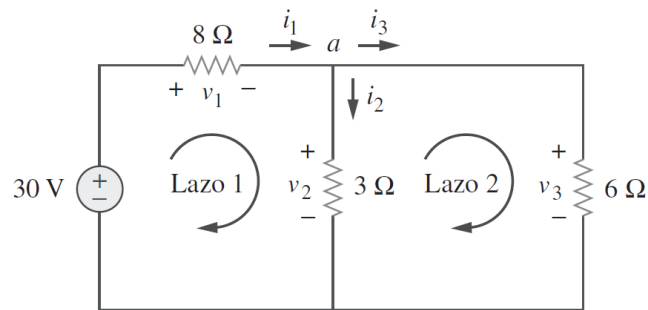 8 Ω
i1
a
i3
+ v1 −
i2
30 V
+
−
Lazo 1
+
v2
−
3 Ω
Lazo 2
+
v3
−
6 Ω